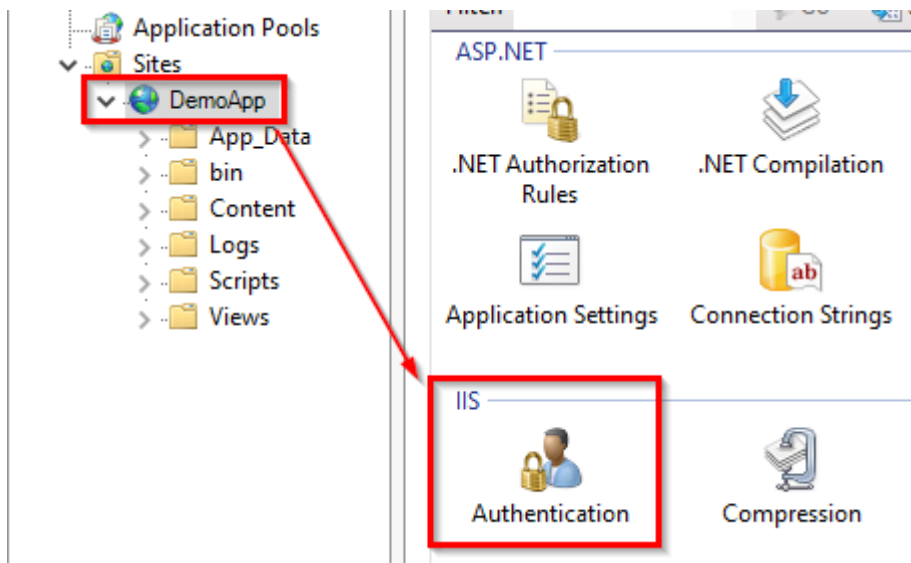 Application Pools
Sites
DemoApp
App_Data
bin
Content
Logs
Scripts
Views
ASP.NET
.NET Authorization
Rules
.NET Compilation
Application Settings
Connection Strings
IIS
Authentication
Compression
ab